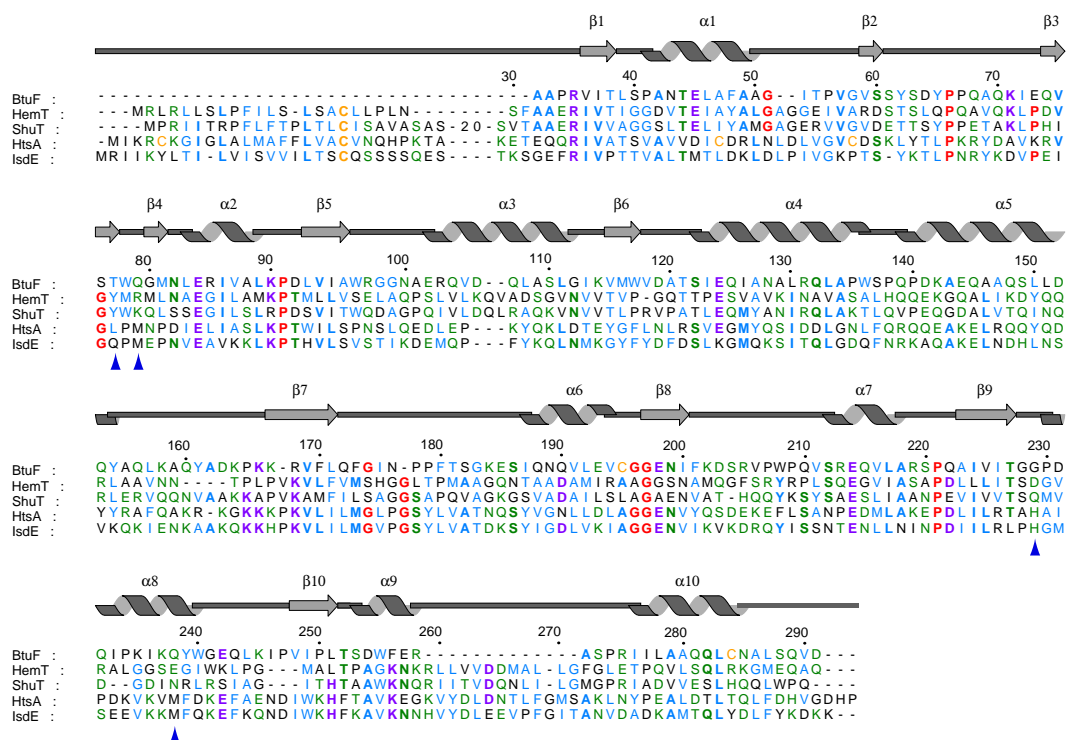 β1 α1 β2 β3
30 40 50 60 70
BtuF : ------------------------------------AAPRVITLSPANTELAFAAG-ITPVGVSSYSDYPPQAQKIEQV
HemT : ---MRLRLLSLPFILS-LSACLLPLN-------SFAAERIVTIGGDVTEIAYALGAGGEIVARDSTSLQPQAVQKLPDV
ShuT : ----MPRIITRPFLFTPLTLCISAVASAS-20-SVTAAERIVVAGGSLTELIYAMGAGERVVGVDETTSYPPETAKLPHI
HtsA : -MIKRCKGIGLALMAFFLVACVNQHPKTA----KETEQQRIVATSVAVVDICDRLNLDLVGVCDSKLYTLPKRYDAVKRV
IsdE : MRIIKYLTI-LVISVVILTSCQSSSSQES----TKSGEFRIVPTTVALTMTLDKLDLPIVGKPTS-YKTLPNRYKDVPEI
β4 α2 β5 α3 β6 α4 α5
80 90 100 110 120 130 140 150
BtuF : STWQGMNLERIVALKPDLVIAWRGGNAERQVD--QLASLGIKVMWVDATSIEQIANALRQLAPWSPQPDKAEQAAQSLLD
HemT : GYMRMLNAEGILAMKPTMLLVSELAQPSLVLKQVADSGVNVVTVP-GQTTPESVAVKINAVASALHQQEKGQALIKDYQQ
ShuT : GYWKQLSSEGILSLRPDSVITWQDAGPQIVLDQLRAQKVNVVTLPRVPATLEQMYANIRQLAKTLQVPEQGDALVTQINQ
HtsA : GLPMNPDIELIASLKPTWILSPNSLQEDLEP---KYQKLDTEYGFLNLRSVEGMYQSIDDLGNLFQRQQEAKELRQQYQD
IsdE : GQPMEPNVEAVKKLKPTHVLSVSTIKDEMQP---FYKQLNMKGYFYDFDSLKGMQKSITQLGDQFNRKAQAKELNDHLNS
β7 α6 β8 α7 β9
160 170 180 190 200 210 220 230
BtuF : QYAQLKAQYADKPKK-RVFLQFGIN-PPFTSGKESIQNQVLEVCGGENIFKDSRVPWPQVSREQVLARSPQAIVITGGPD
HemT : RLAAVNN---TPLPVKVLFVMSHGGLTPMAAGQNTAADAMIRAAGGSNAMQGFSRYRPLSQEGVIASAPDLLLITSDGV
ShuT : RLERVQQNVAAKKAPVKAMFILSAGGSAPQVAGKGSVADAILSLAGAENVAT-HQQYKSYSAESLIAANPEVIVVTSQMV
HtsA : YYRAFQAKR-KGKKKPKVLILMGLPGSYLVATNQSYVGNLLDLAGGENVYQSDEKEFLSANPEDMLAKEPDLILRTAHAI
IsdE : VKQKIENKAAKQKKHPKVLILMGVPGSYLVATDKSYIGDLVKIAGGENVIKVKDRQYISSNTENLLNINPDIILRLPHGM
α8 β10 α9 α10
240 250 260 270 280 290
BtuF : QIPKIKQYWGEQLKIPVIPLTSDWFER-------------ASPRIILAAQQLCNALSQVD---
HemT : RALGGSEGIWKLPG---MALTPAGKNKRLLVVDDMAL-LGFGLETPQVLSQLRKGMEQAQ---
ShuT : D-GDINRLRSIAG---ITHTAAWKNQRIITVDQNLI-LGMGPRIADVVESLHQQLWPQ----
HtsA : PDKVKVMFDKEFAENDIWKHFTAVKEGKVYDLDNTLFGMSAKLNYPEALDTLTQLFDHVGDHP
IsdE : SEEVKKMFQKEFKQNDIWKHFKAVKNNHVYDLEEVPFGITANVDADKAMTQLYDLFYKDKK--